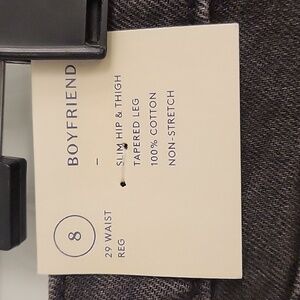 BOYFRIEND
–
SLIM HIP & THIGH
TAPERED LEG
100% COTTON
NON-STRETCH
8
29 WAIST
REG